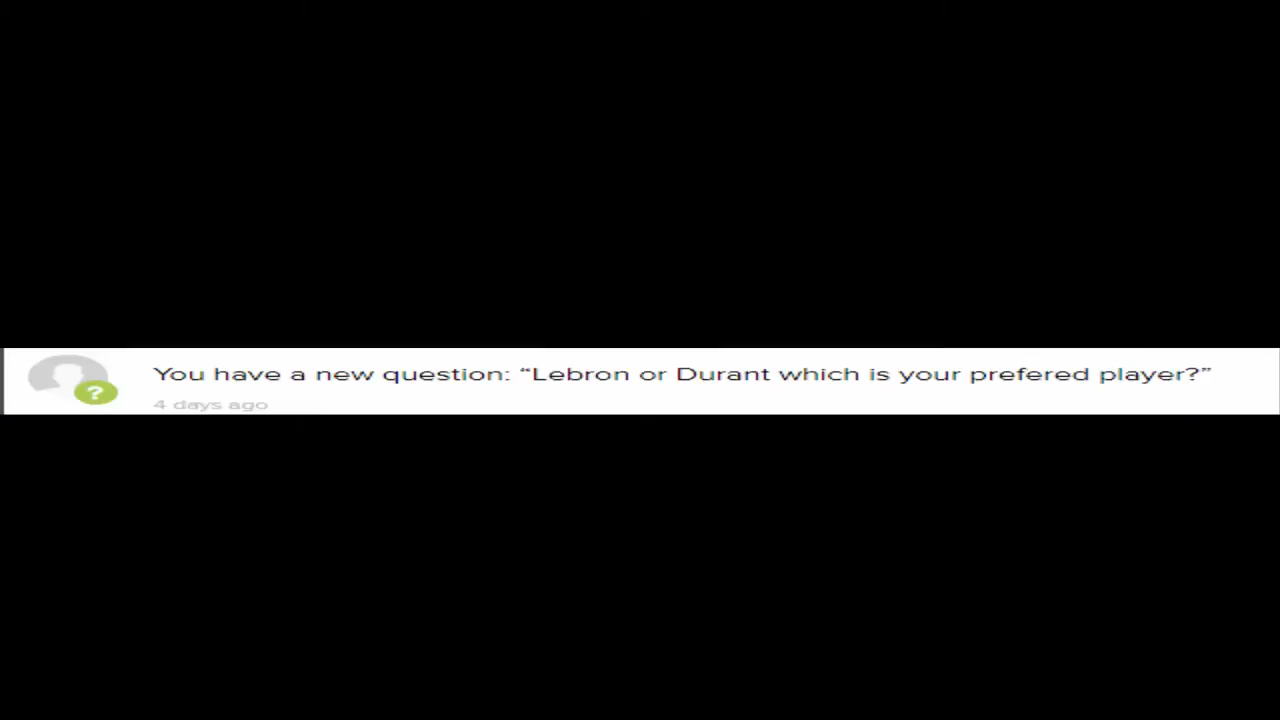 You have a new question: “Lebron or Durant which is your prefered player?”
4 days ago
?